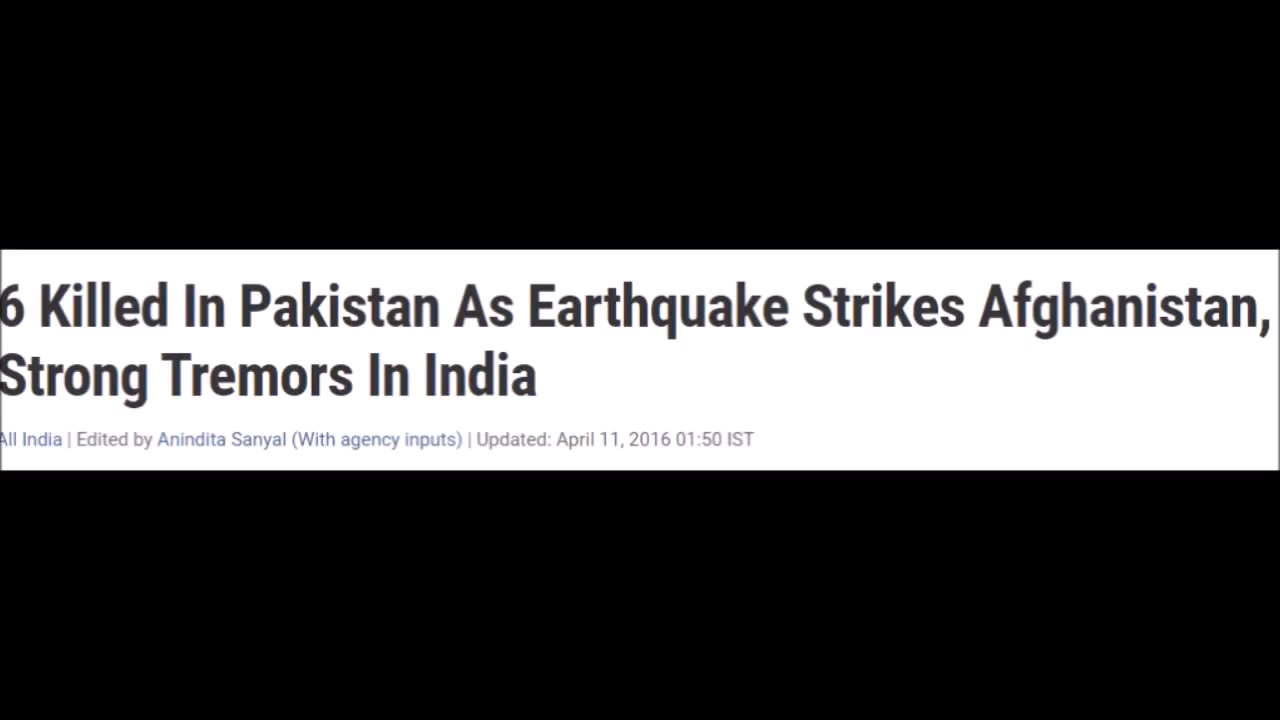 6 Killed In Pakistan As Earthquake Strikes Afghanistan,
Strong Tremors In India
All India | Edited by Anindita Sanyal (With agency inputs) | Updated: April 11, 2016 01:50 IST